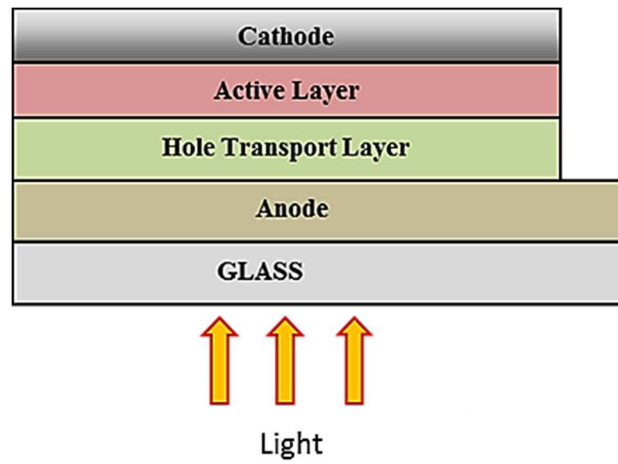 Cathode
Active Layer
Hole Transport Layer
Anode
GLASS
Light